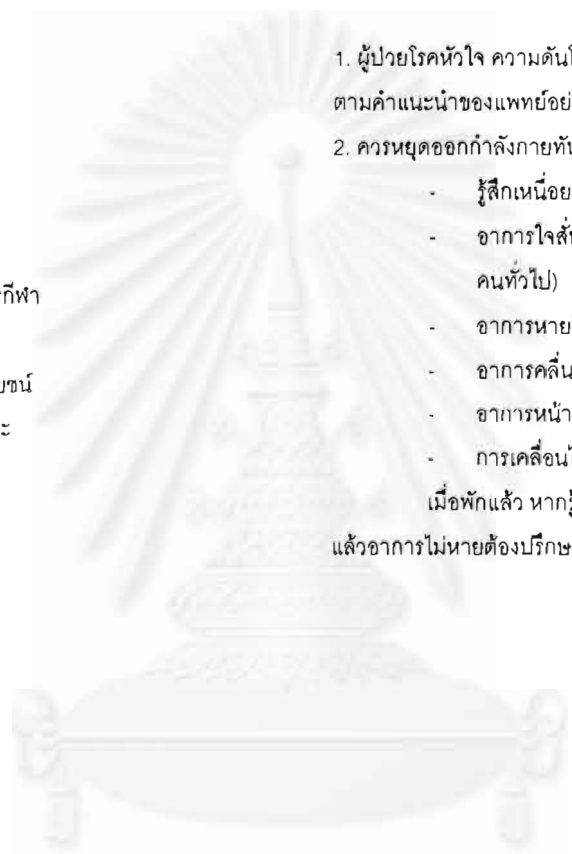 รกีฬา
ยชน์
ะ
1. ผู้ป่วยโรคหัวใจ ความดันโ
ตามคำแนะนำของแพทย์อย่
2. ควรหยุดออกกำลังกายทัน
- รู้สึกเหนื่อย
- อาการใจสั่
คนทั่วไป)
- อาการหาย
- อาการคลื่น
- อาการหน้า
- การเคลื่อนไ
เมื่อพักแล้ว หากรู้
แล้วอาการไม่หายต้องปรึกษ